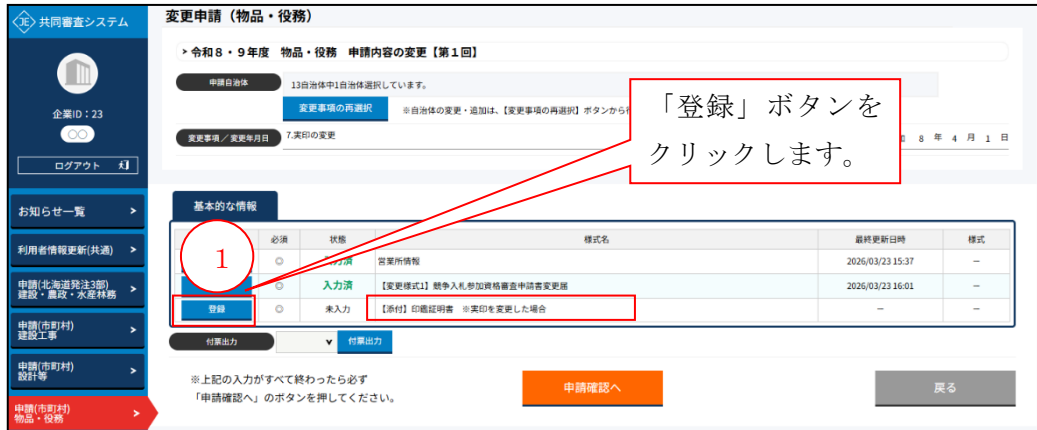 JE 共同審査システム
企業ID:23
〇〇
ログアウト
お知らせ一覧 >
利用者情報更新(共通) >
申請(北海道発注3部)
建設・農政・水産林務 >
申請(市町村)
建設工事 >
申請(市町村)
設計等 >
申請(市町村)
物品・役務 >
変更申請(物品・役務)
> 令和8・9年度 物品・役務 申請内容の変更【第1回】
申請自治体
13自治体中1自治体選択しています。
変更事項の再選択
※自治体の変更・追加は、【変更事項の再選択】ボタンから
変更事項/変更年月日
7.実印の変更
8 年 4 月 1 日
「登録」ボタンを
クリックします。
基本的な情報
必須 状態 様式名 最終更新日時 様式
◎ 入力済 営業所情報 2026/03/23 15:37 −
◎ 入力済 【変更様式1】競争入札参加資格審査申請書変更届 2026/03/23 16:01 −
登録 ◎ 未入力 【添付】印鑑証明書 ※実印を変更した場合 − −
1
付票出力
付票出力
※上記の入力がすべて終わったら必ず
「申請確認へ」のボタンを押してください。
申請確認へ
戻る